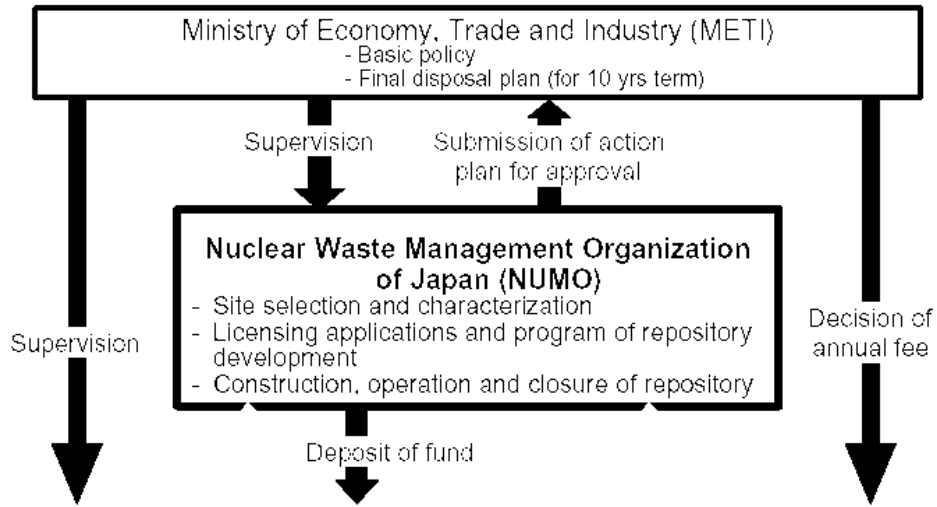 Ministry of Economy, Trade and Industry (METI)
- Basic policy
- Final disposal plan (for 10 yrs term)
Supervision
Submission of action
plan for approval
Nuclear Waste Management Organization
of Japan (NUMO)
- Site selection and characterization
- Licensing applications and program of repository
development
- Construction, operation and closure of repository
Supervision
Decision of
annual fee
Deposit of fund